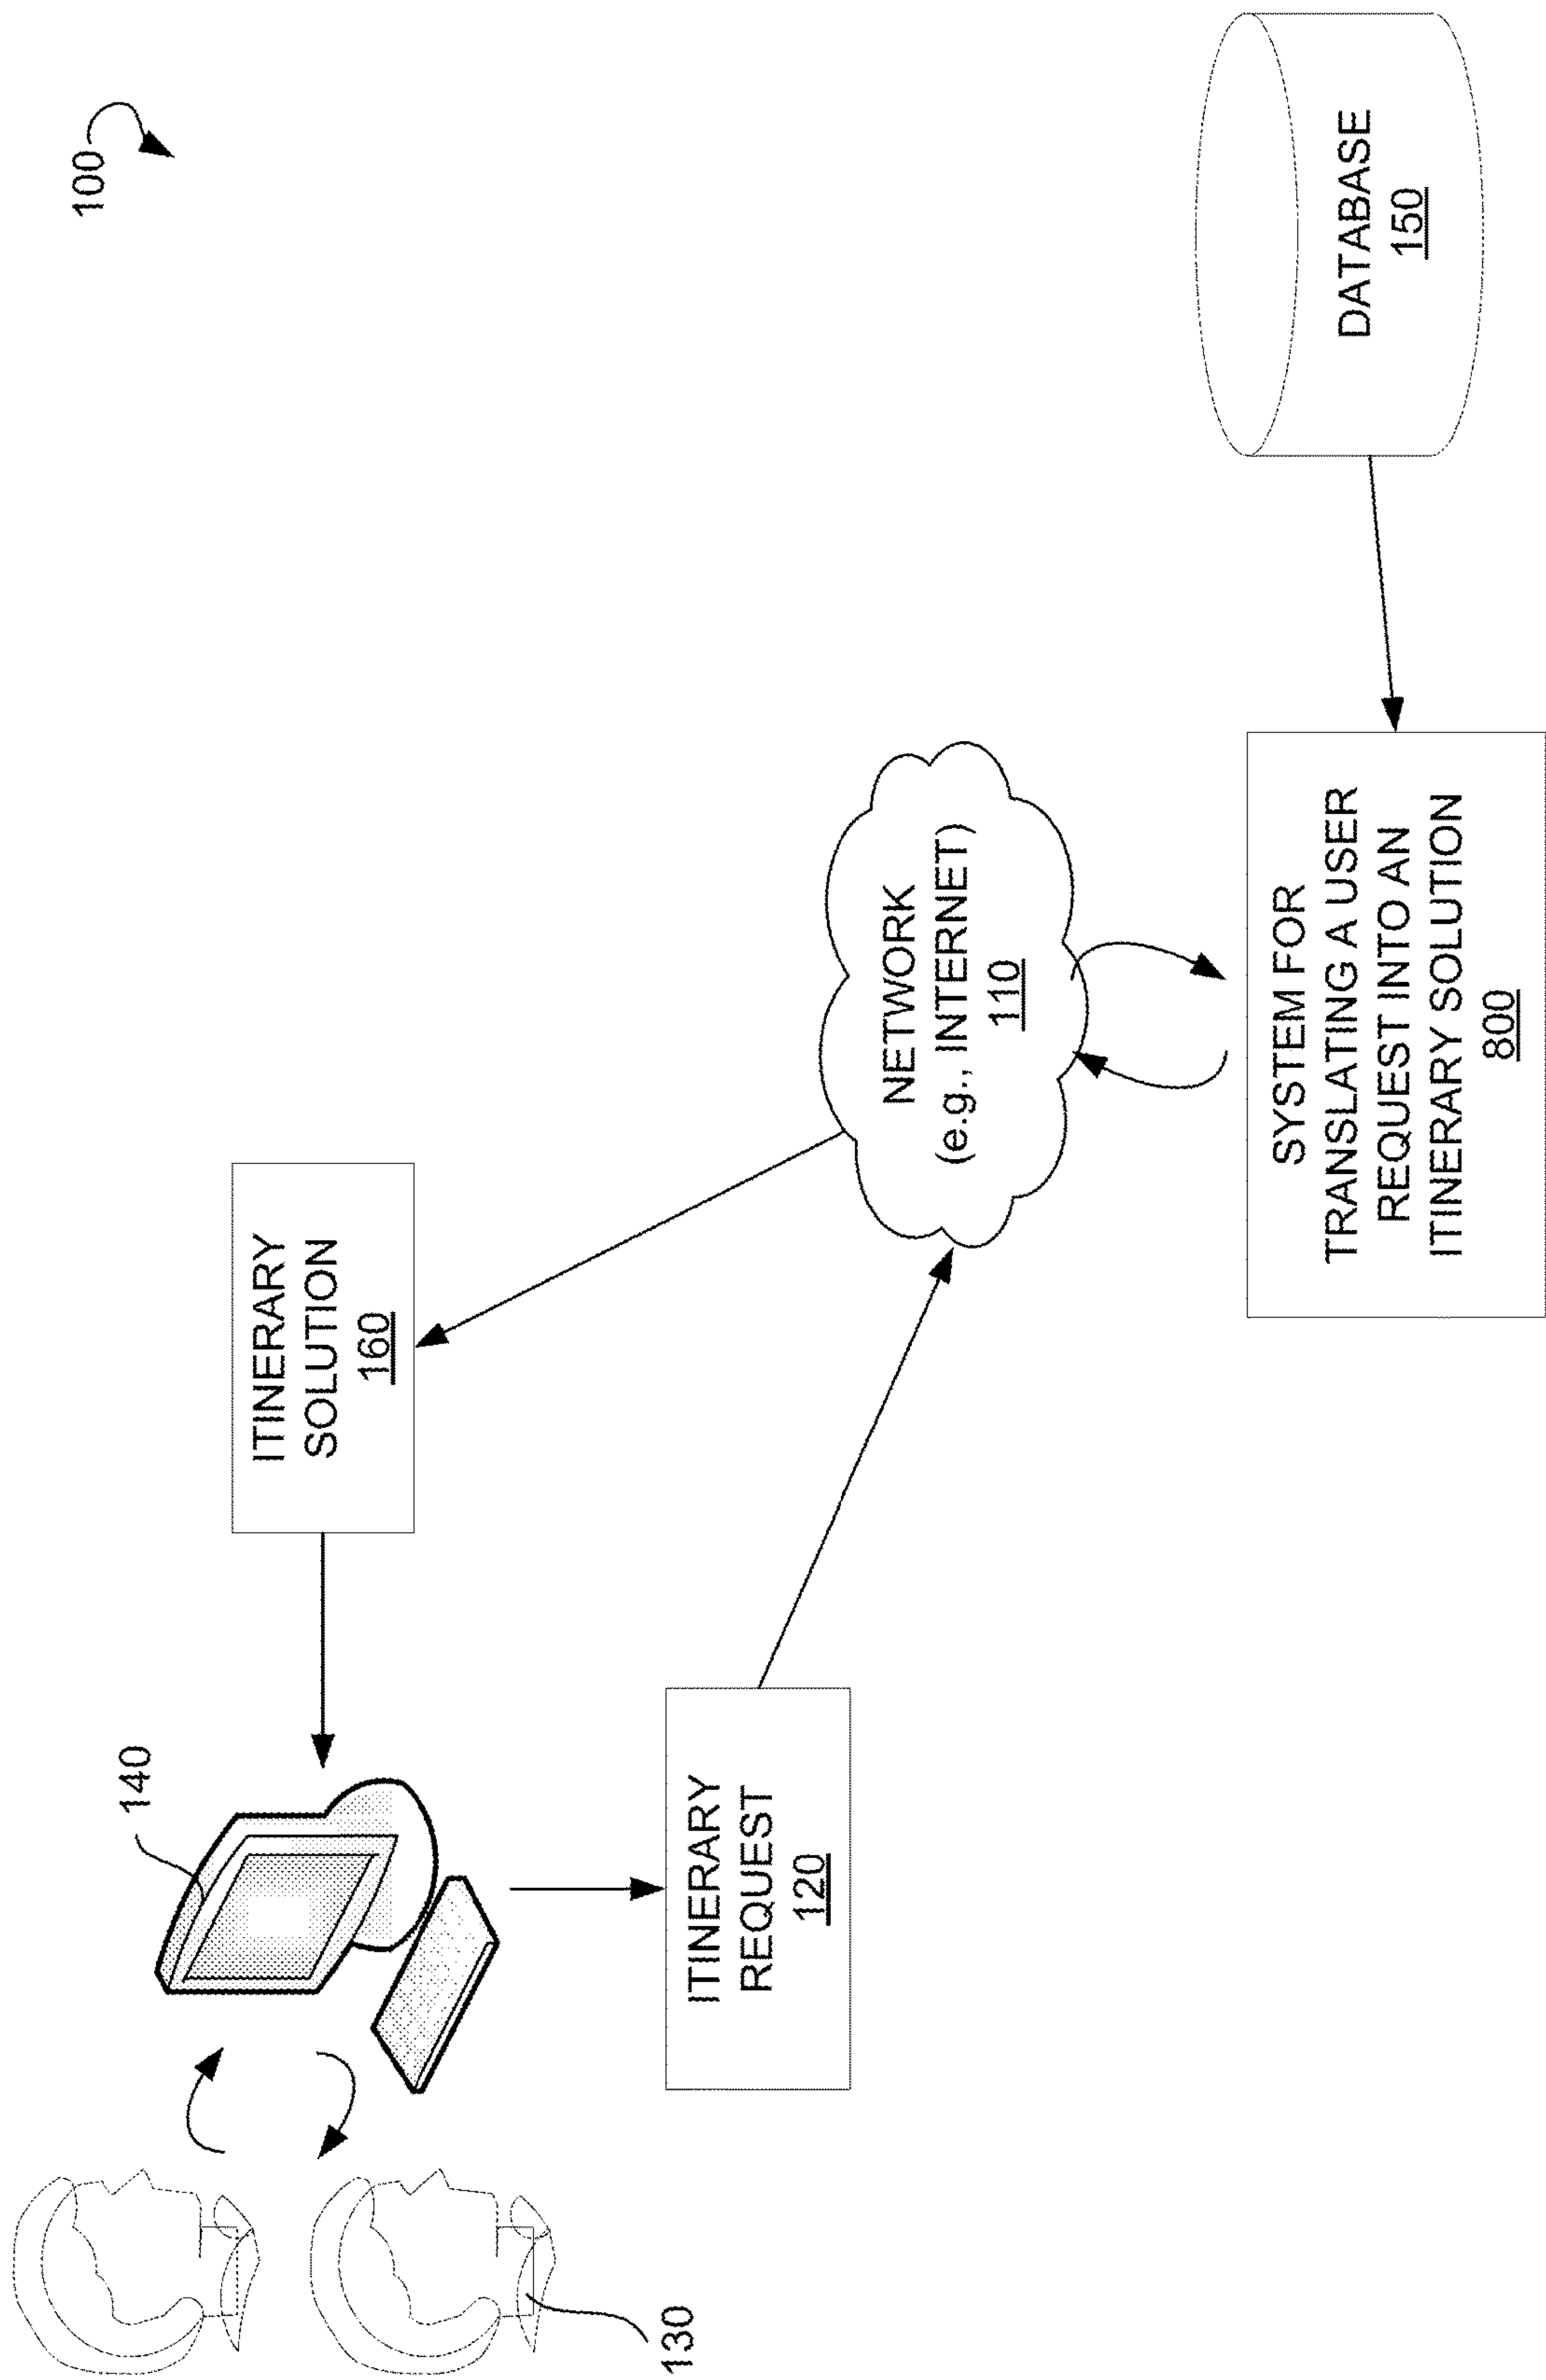 100
140
130
ITINERARY
SOLUTION
160
ITINERARY
REQUEST
120
NETWORK
(e.g., INTERNET)
110
SYSTEM FOR
TRANSLATING A USER
REQUEST INTO AN
ITINERARY SOLUTION
800
DATABASE
150